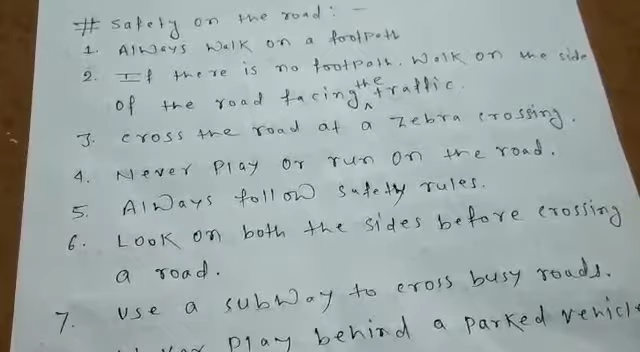 # Safety on the road:-
1. Always walk on a footpath
2. If there is no footpath. Walk on the side
of the road facing the traffic.
3. cross the road at a zebra crossing.
4. Never Play or run on the road.
5. Always follow safety rules.
6. Look on both the sides before crossing
a road.
7. Use a subway to cross busy roads.
Play behind a parked vehicle